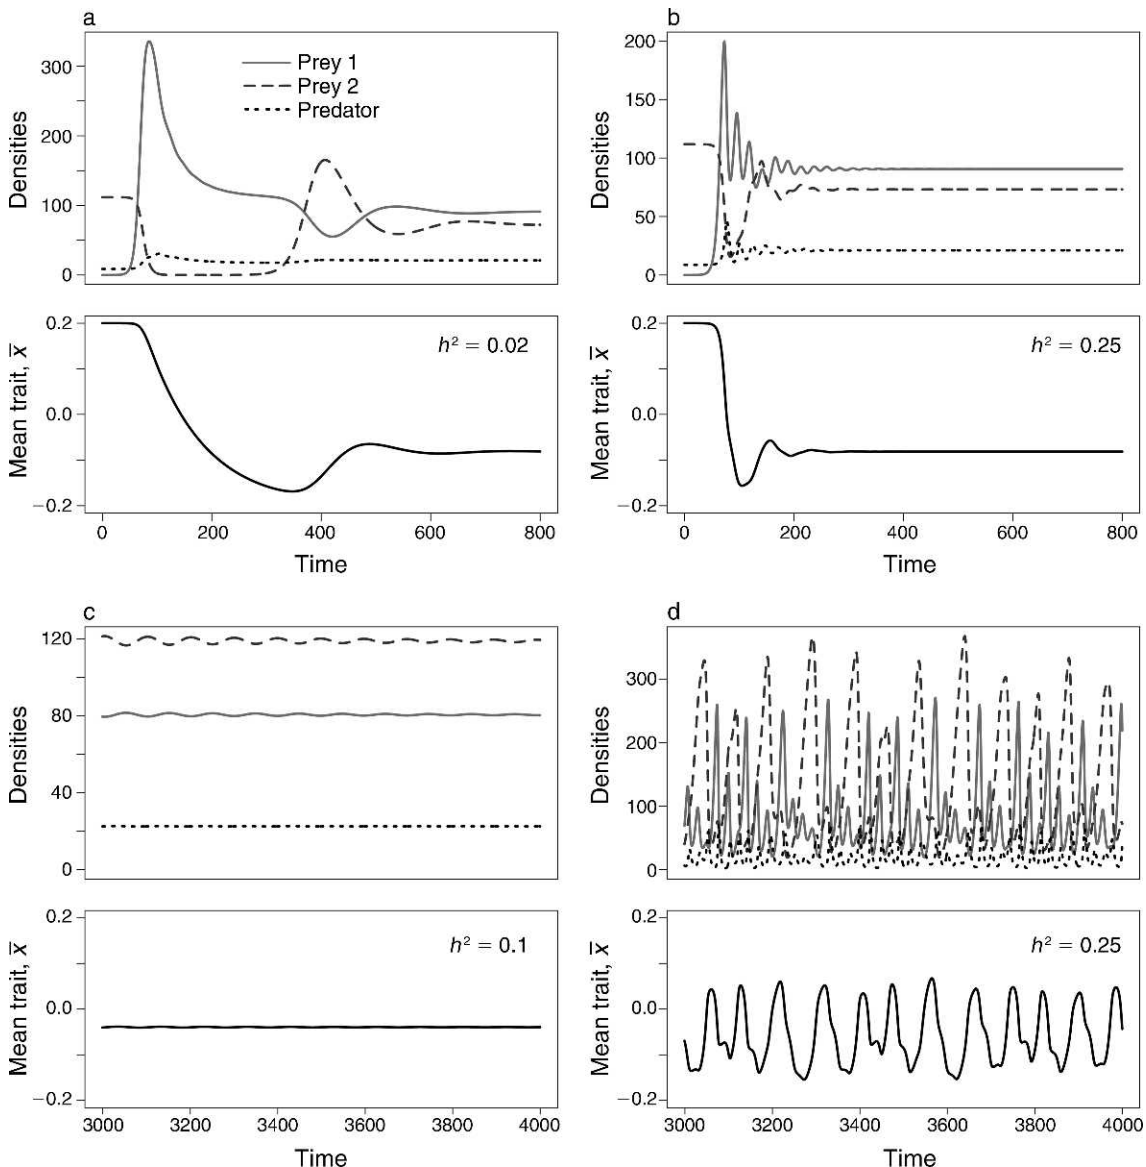 a
Densities
300
200
100
0
Prey 1
Prey 2
Predator
Mean trait, x̅
0.2
0.0
−0.2
h² = 0.02
0 200 400 600 800
Time
b
Densities
200
150
100
50
0
Mean trait, x̅
0.2
0.0
−0.2
h² = 0.25
0 200 400 600 800
Time
c
Densities
120
80
40
0
Mean trait, x̅
0.2
0.0
−0.2
h² = 0.1
3000 3200 3400 3600 3800 4000
Time
d
Densities
300
200
100
0
Mean trait, x̅
0.2
0.0
−0.2
h² = 0.25
3000 3200 3400 3600 3800 4000
Time